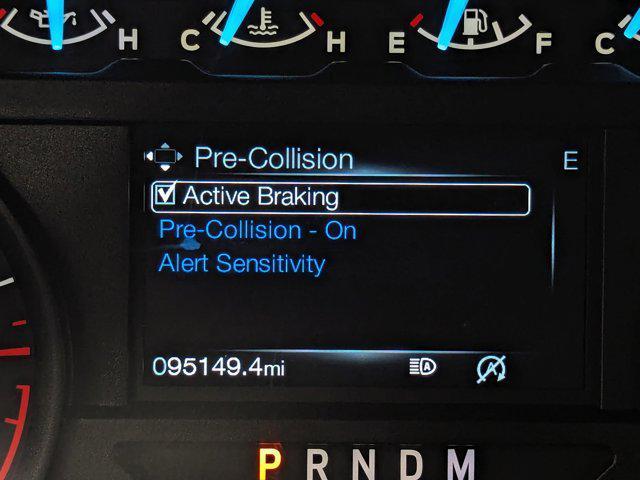 H C H E F C
Pre-Collision E
Active Braking
Pre-Collision - On
Alert Sensitivity
095149.4mi A A
P R N D M